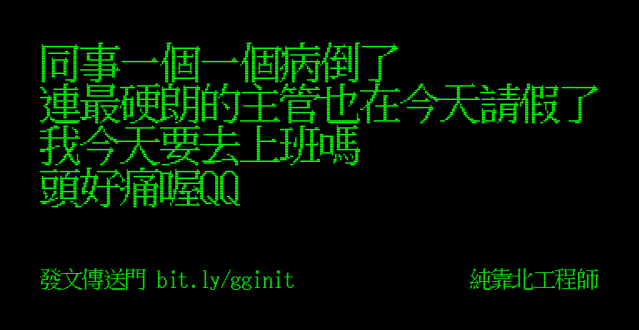 同事一個一個病倒了
連最硬朗的主管也在今天請假了
我今天要去上班嗎
頭好痛喔QQ
發文傳送門 bit.ly/gginit
純靠北工程師